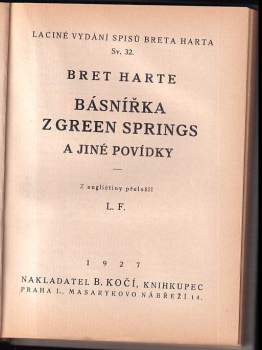 LACINÉ VYDÁNÍ SPISŮ BRETA HARTA
Sv. 32.
BRET HARTE
BÁSNÍŘKA
Z GREEN SPRINGS
A JINÉ POVÍDKY
Z angličtiny přeložil
L. F.
1927
NAKLADATEL B. KOČÍ, KNIHKUPEC
PRAHA I., MASARYKOVO NÁBŘEŽÍ 14.